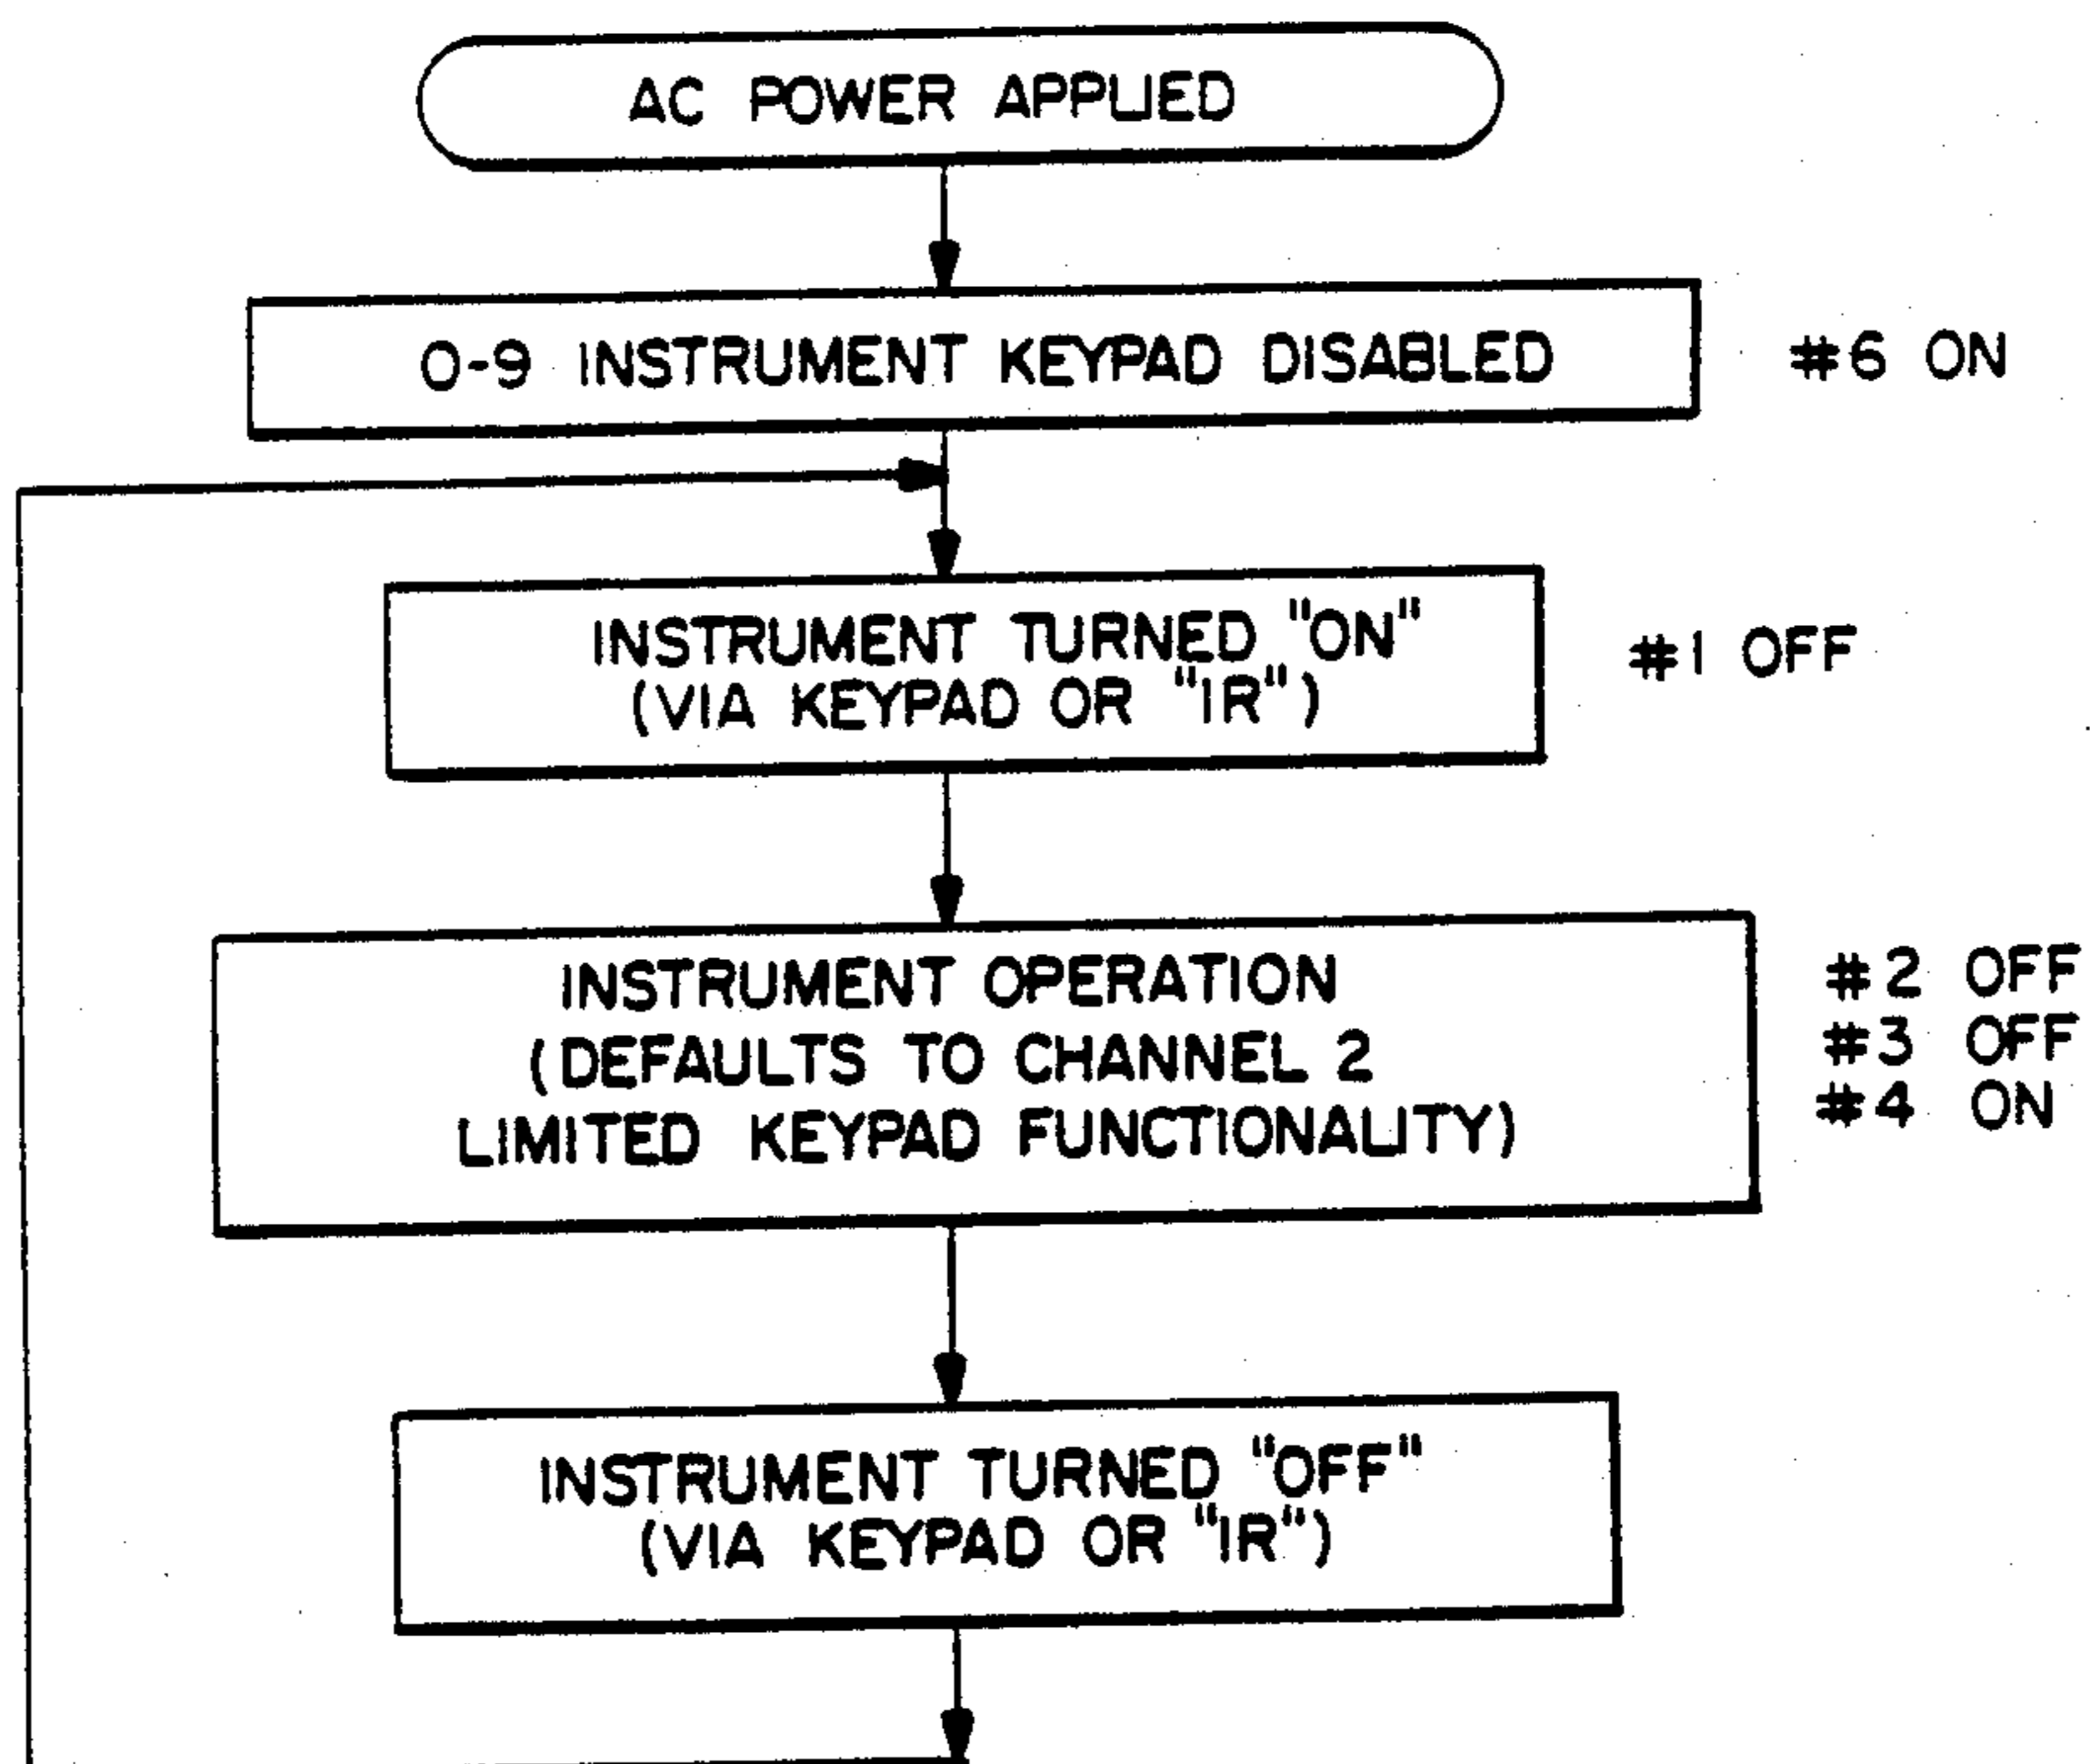 AC POWER APPLIED
0-9 INSTRUMENT KEYPAD DISABLED
#6 ON
INSTRUMENT TURNED "ON"
(VIA KEYPAD OR "IR")
#1 OFF
INSTRUMENT OPERATION
(DEFAULTS TO CHANNEL 2
LIMITED KEYPAD FUNCTIONALITY)
#2 OFF
#3 OFF
#4 ON
INSTRUMENT TURNED "OFF"
(VIA KEYPAD OR "IR")